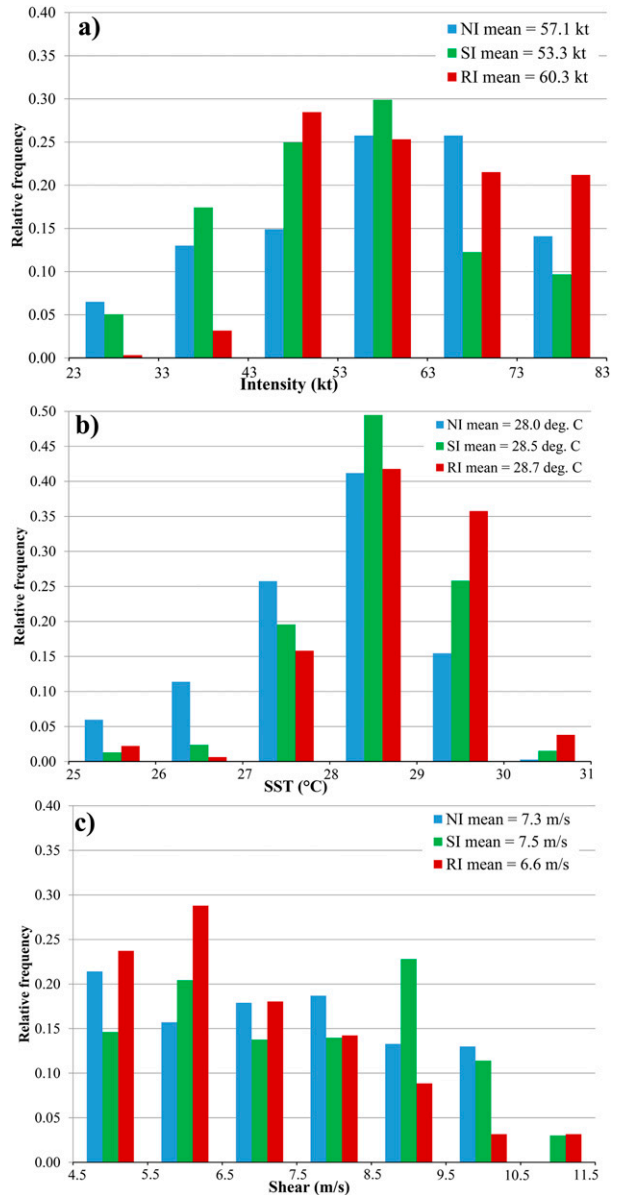 a)
NI mean = 57.1 kt
SI mean = 53.3 kt
RI mean = 60.3 kt
Relative frequency
0.40
0.35
0.30
0.25
0.20
0.15
0.10
0.05
0.00
23 33 43 53 63 73 83
Intensity (kt)
b)
NI mean = 28.0 deg. C
SI mean = 28.5 deg. C
RI mean = 28.7 deg. C
Relative frequency
0.50
0.45
0.40
0.35
0.30
0.25
0.20
0.15
0.10
0.05
0.00
25 26 27 28 29 30 31
SST (°C)
c)
NI mean = 7.3 m/s
SI mean = 7.5 m/s
RI mean = 6.6 m/s
Relative frequency
0.40
0.35
0.30
0.25
0.20
0.15
0.10
0.05
0.00
4.5 5.5 6.5 7.5 8.5 9.5 10.5 11.5
Shear (m/s)